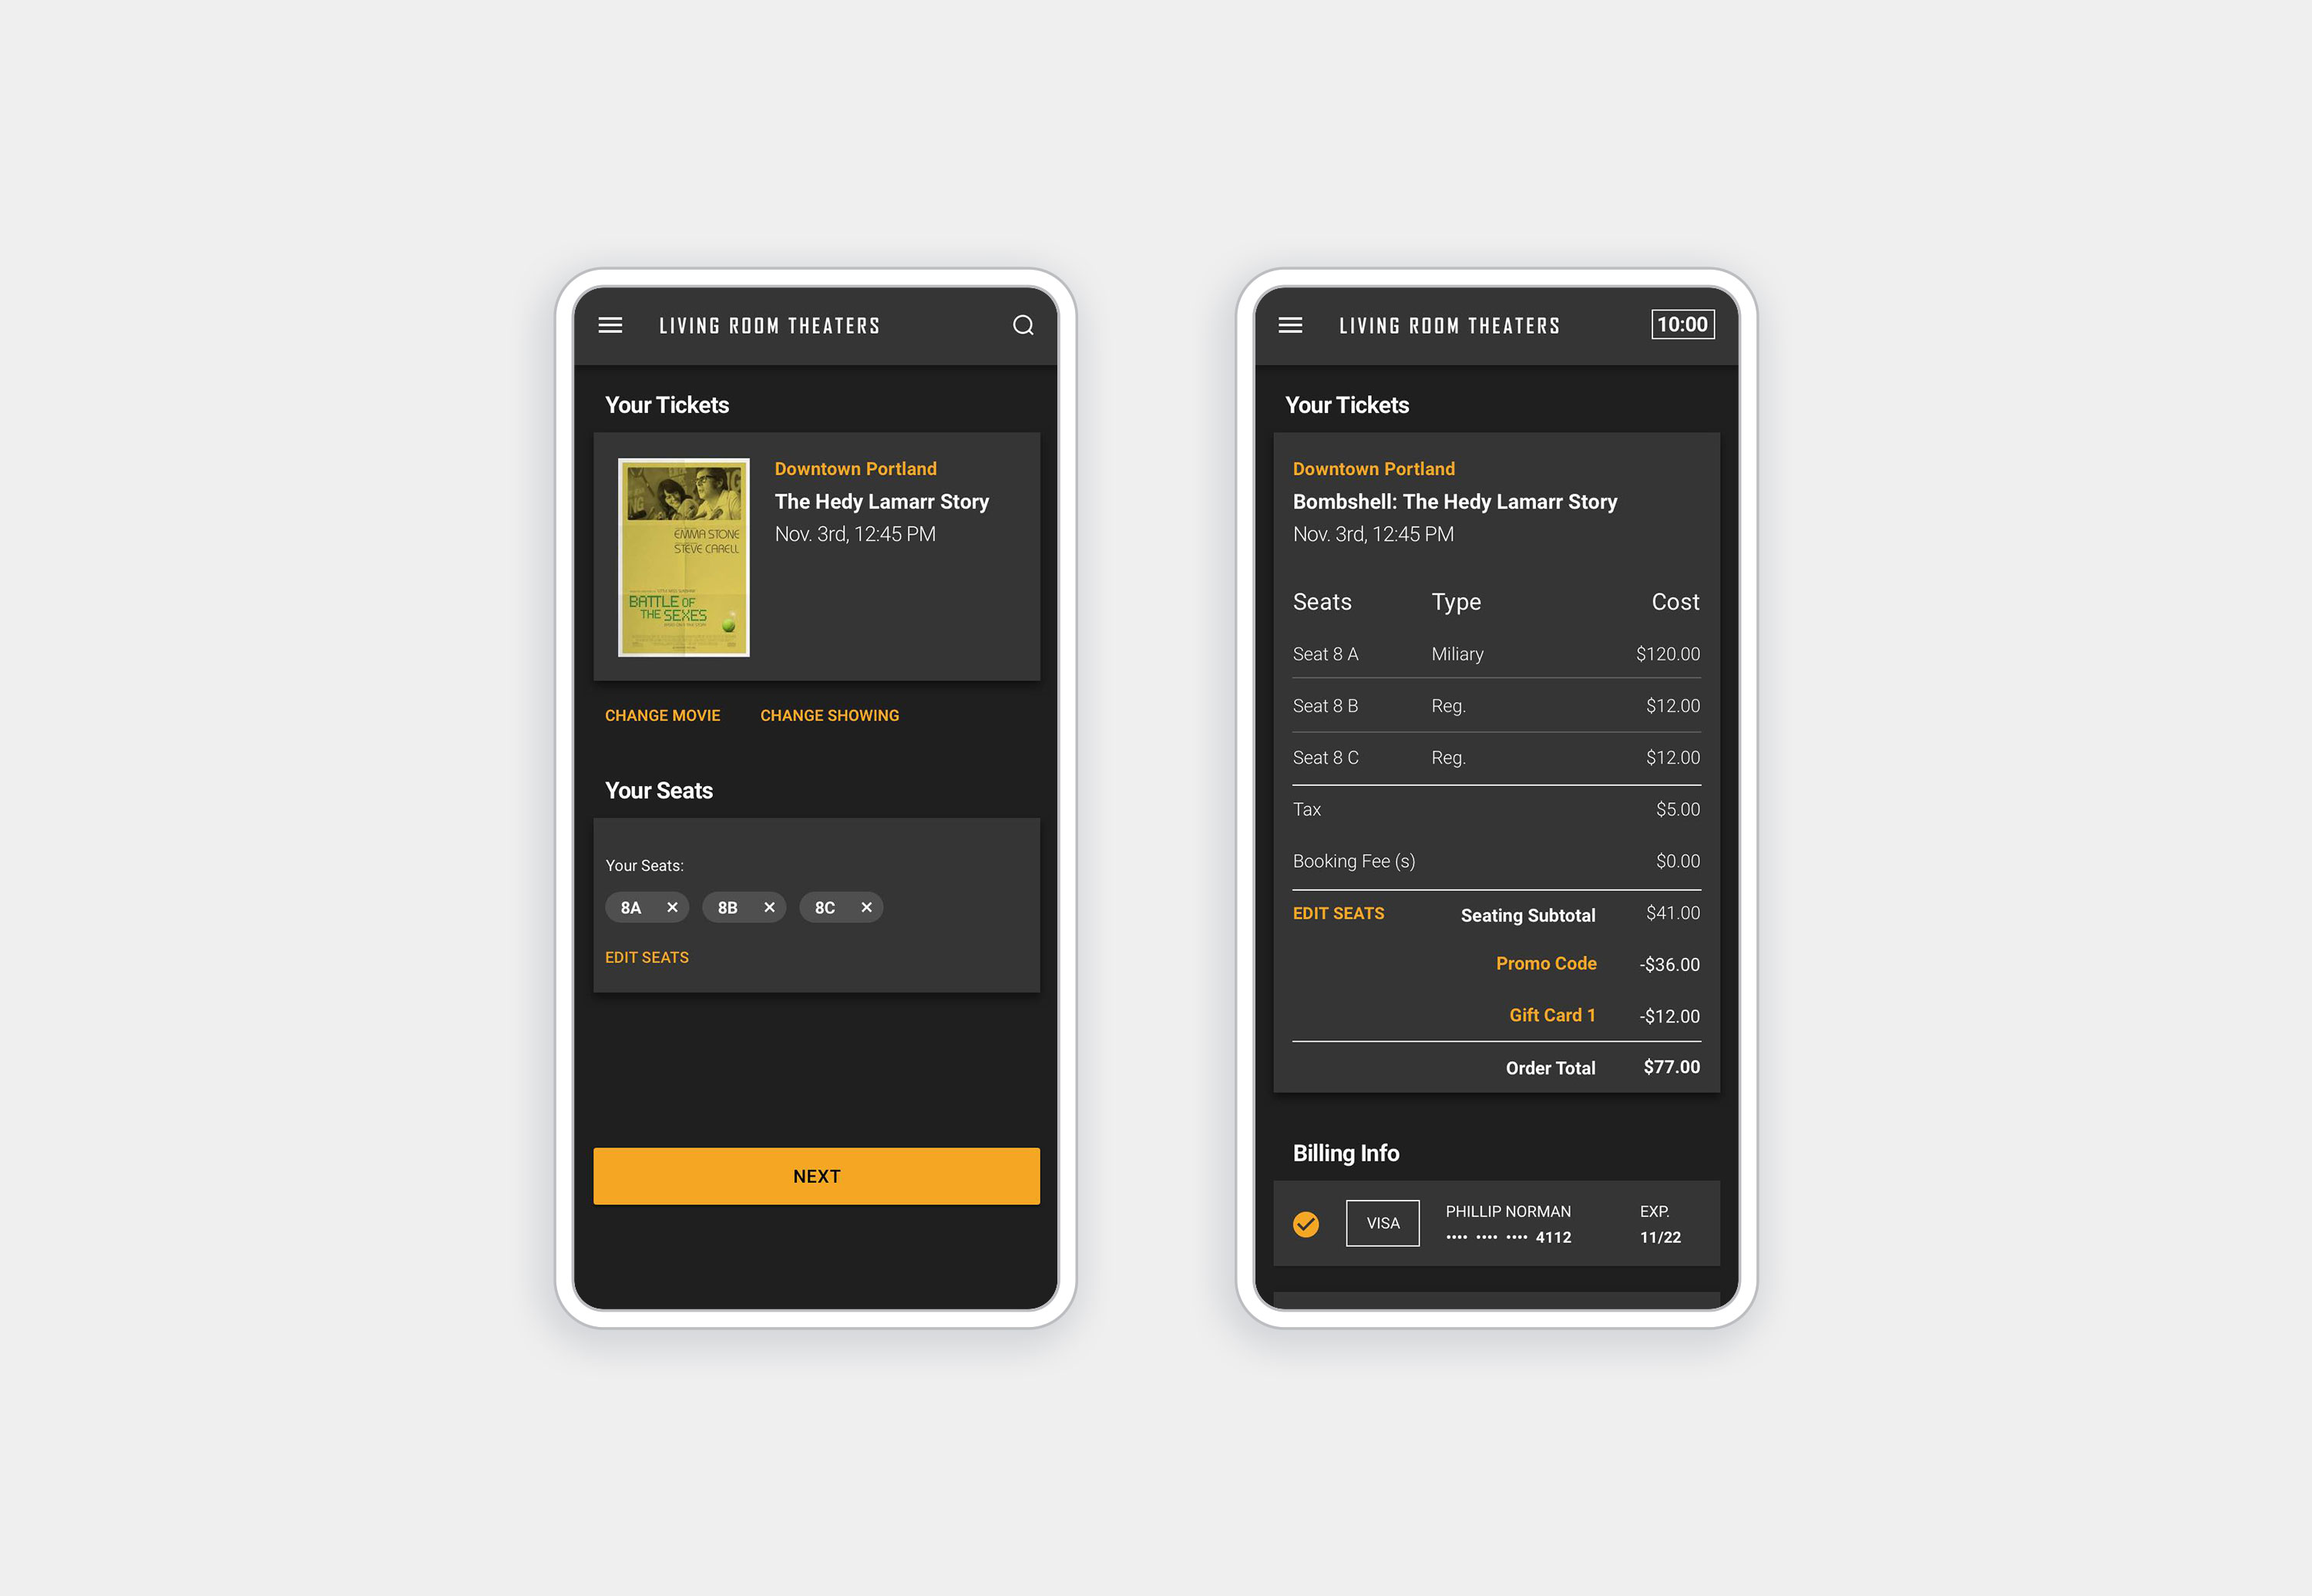 LIVING ROOM THEATERS
Your Tickets
EMMA STONE
STEVE CARELL
BATTLE OF
THE SEXES
Downtown Portland
The Hedy Lamarr Story
Nov. 3rd, 12:45 PM
CHANGE MOVIE CHANGE SHOWING
Your Seats
Your Seats:
8A 8B 8C
EDIT SEATS
NEXT
LIVING ROOM THEATERS 10:00
Your Tickets
Downtown Portland
Bombshell: The Hedy Lamarr Story
Nov. 3rd, 12:45 PM
Seats Type Cost
Seat 8 A Miliary $120.00
Seat 8 B Reg. $12.00
Seat 8 C Reg. $12.00
Tax $5.00
Booking Fee (s) $0.00
EDIT SEATS Seating Subtotal $41.00
Promo Code -$36.00
Gift Card 1 -$12.00
Order Total $77.00
Billing Info
VISA PHILLIP NORMAN EXP.
•••• •••• •••• 4112 11/22